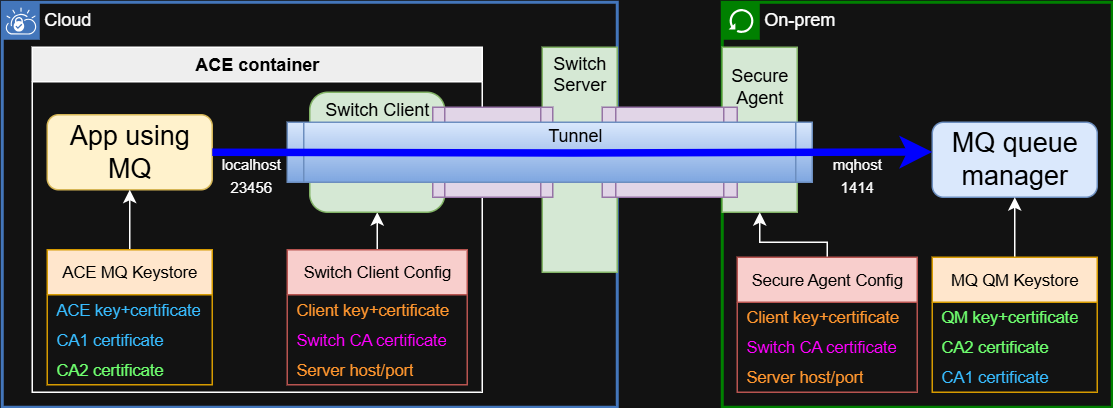 Cloud
On-prem
ACE container
Switch
Server
Secure
Agent
Switch Client
App using
MQ
Tunnel
MQ queue
manager
localhost
23456
mqhost
1414
ACE MQ Keystore
ACE key+certificate
CA1 certificate
CA2 certificate
Switch Client Config
Client key+certificate
Switch CA certificate
Server host/port
Secure Agent Config
Client key+certificate
Switch CA certificate
Server host/port
MQ QM Keystore
QM key+certificate
CA2 certificate
CA1 certificate